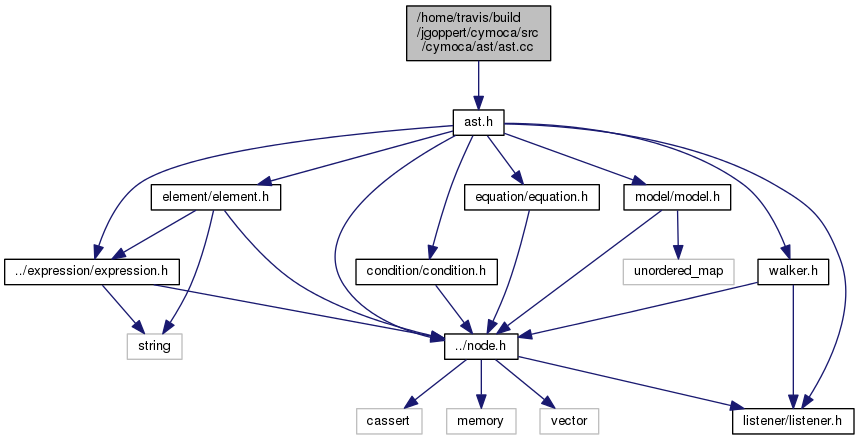 /home/travis/build
/jgoppert/cymoca/src
/cymoca/ast/ast.cc
ast.h
element/element.h
equation/equation.h
model/model.h
../expression/expression.h
condition/condition.h
unordered_map
walker.h
string
../node.h
cassert
memory
vector
listener/listener.h